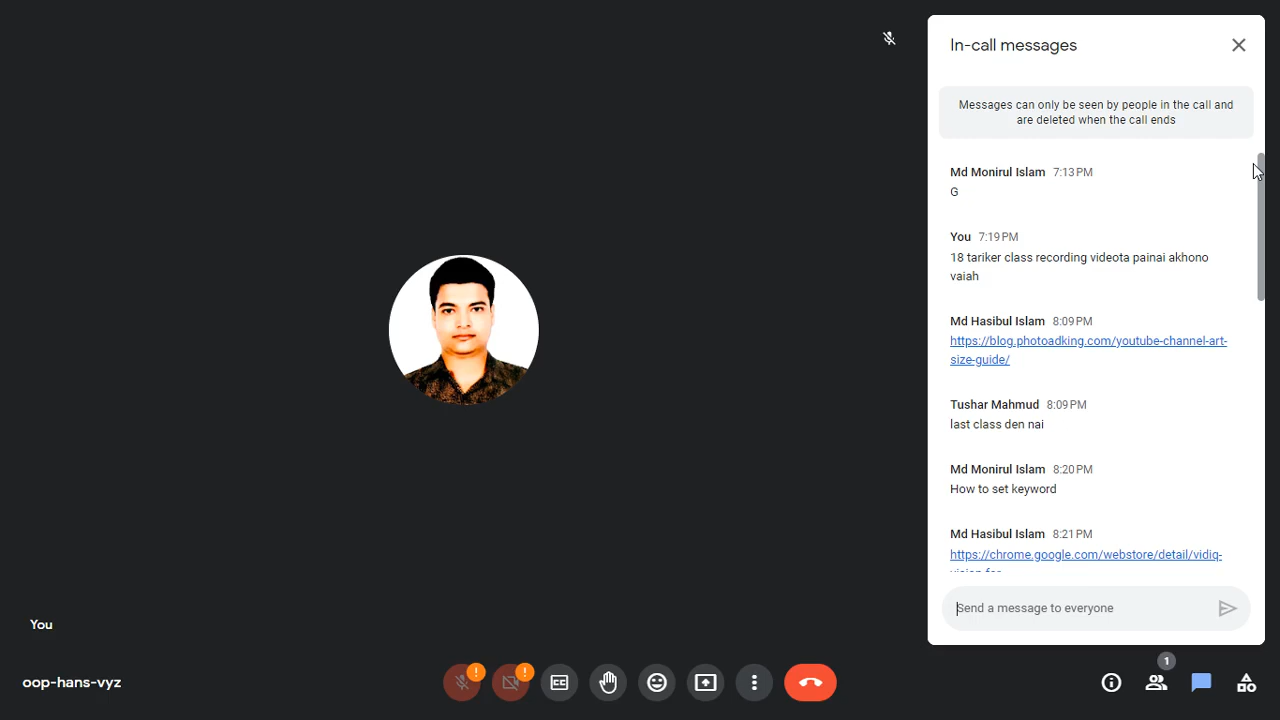 In-call messages
Messages can only be seen by people in the call and
are deleted when the call ends
Md Monirul Islam 7:13 PM
G
You 7:19 PM
18 tariker class recording videota painai akhono
vaiah
Md Hasibul Islam 8:09 PM
https://blog.photoadking.com/youtube-channel-art-
size-guide/
Tushar Mahmud 8:09 PM
last class den nai
Md Monirul Islam 8:20 PM
How to set keyword
Md Hasibul Islam 8:21 PM
https://chrome.google.com/webstore/detail/vidiq-
Send a message to everyone
You
oop-hans-vyz
! ! CC 1